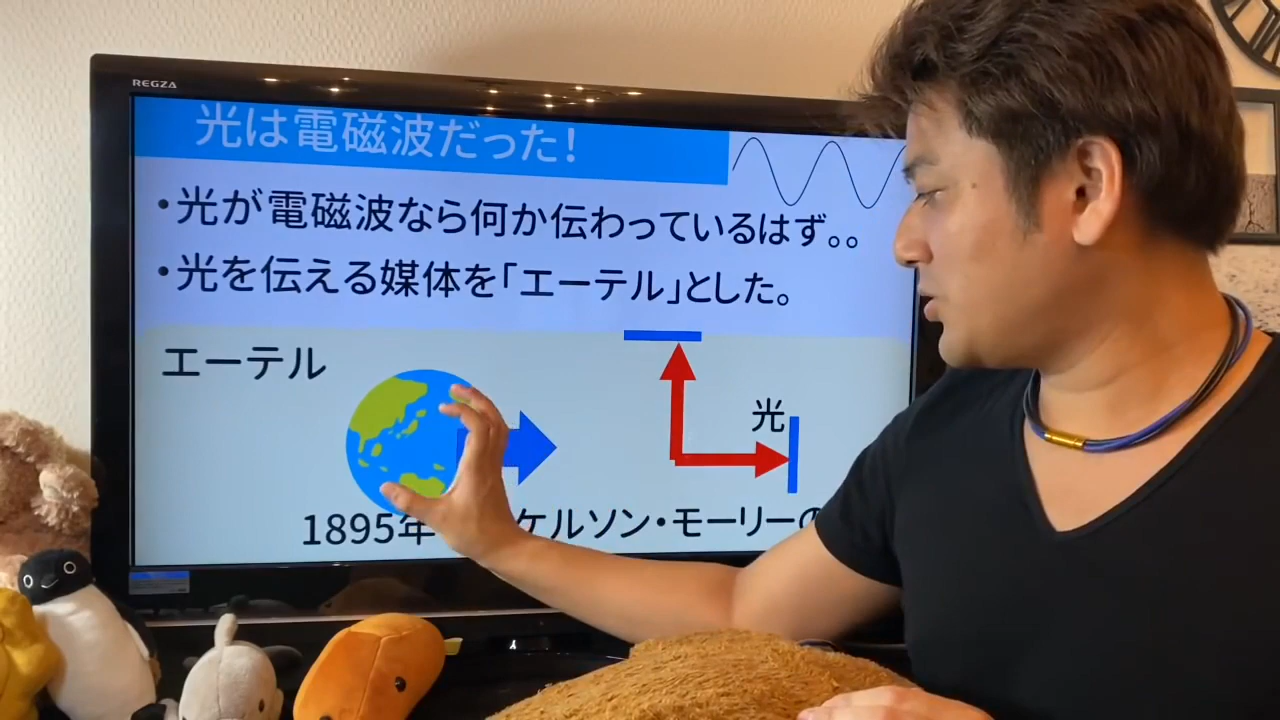 REGZA
光は電磁波だった!
・光が電磁波なら何か伝わっているはず。。
・光を伝える媒体を「エーテル」とした。
エーテル
光
1895年 ケルソン・モーリーの